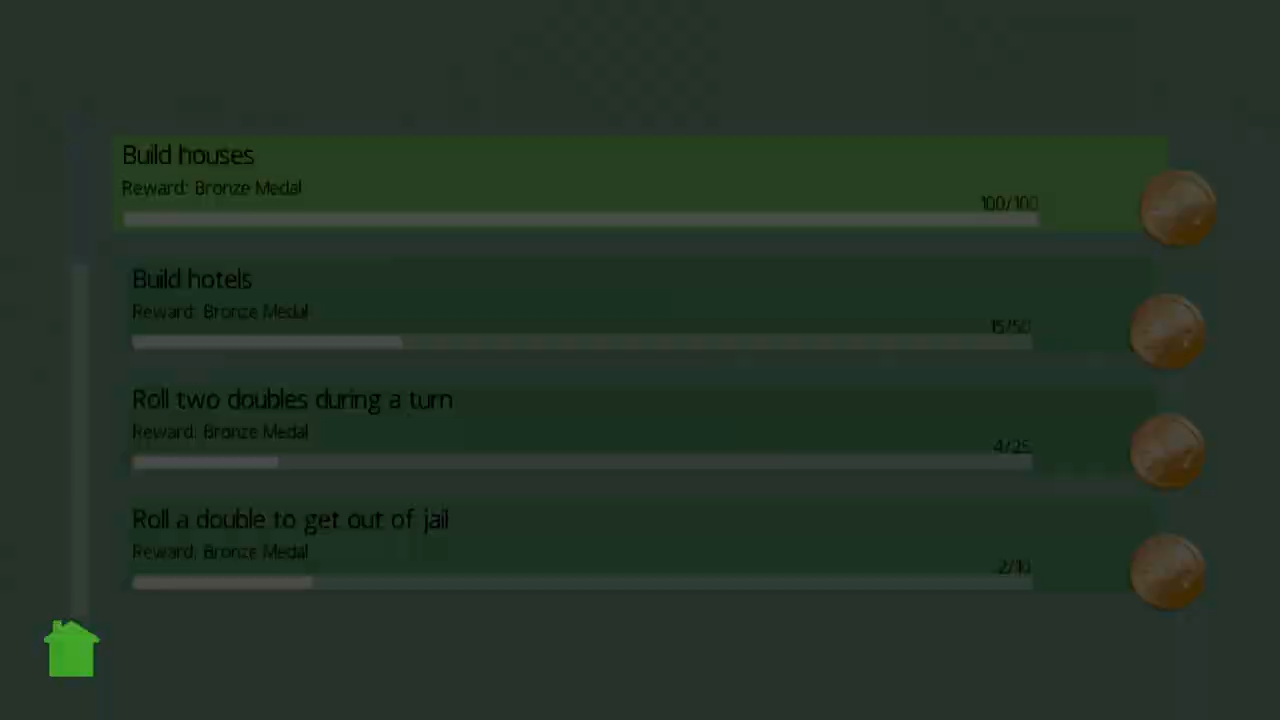 Build houses
Reward: Bronze Medal
100/100
Build hotels
Reward: Bronze Medal
15/50
Roll two doubles during a turn
Reward: Bronze Medal
4/25
Roll a double to get out of jail
Reward: Bronze Medal
2/10